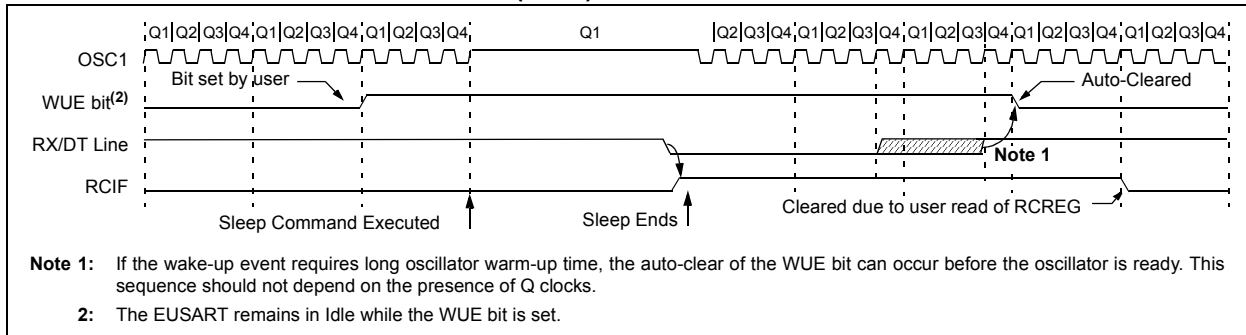 Q1 Q2 Q3 Q4 Q1 Q2 Q3 Q4 Q1 Q2 Q3 Q4 Q1 Q2 Q3 Q4 Q1 Q2 Q3 Q4 Q1 Q2 Q3 Q4 Q1 Q2 Q3 Q4 Q1 Q2 Q3 Q4
OSC1
Bit set by user
Auto-Cleared
WUE bit(2)
RX/DT Line
Note 1
RCIF
Cleared due to user read of RCREG
Sleep Command Executed
Sleep Ends
Note 1: If the wake-up event requires long oscillator warm-up time, the auto-clear of the WUE bit can occur before the oscillator is ready. This
sequence should not depend on the presence of Q clocks.
2: The EUSART remains in Idle while the WUE bit is set.